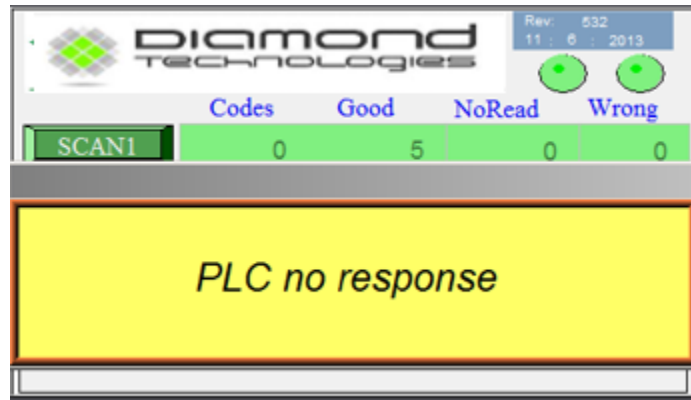 Diamond
Technologies
Rev: 532
11 : 6 : 2013
Codes Good NoRead Wrong
SCAN1 0 5 0 0
PLC no response